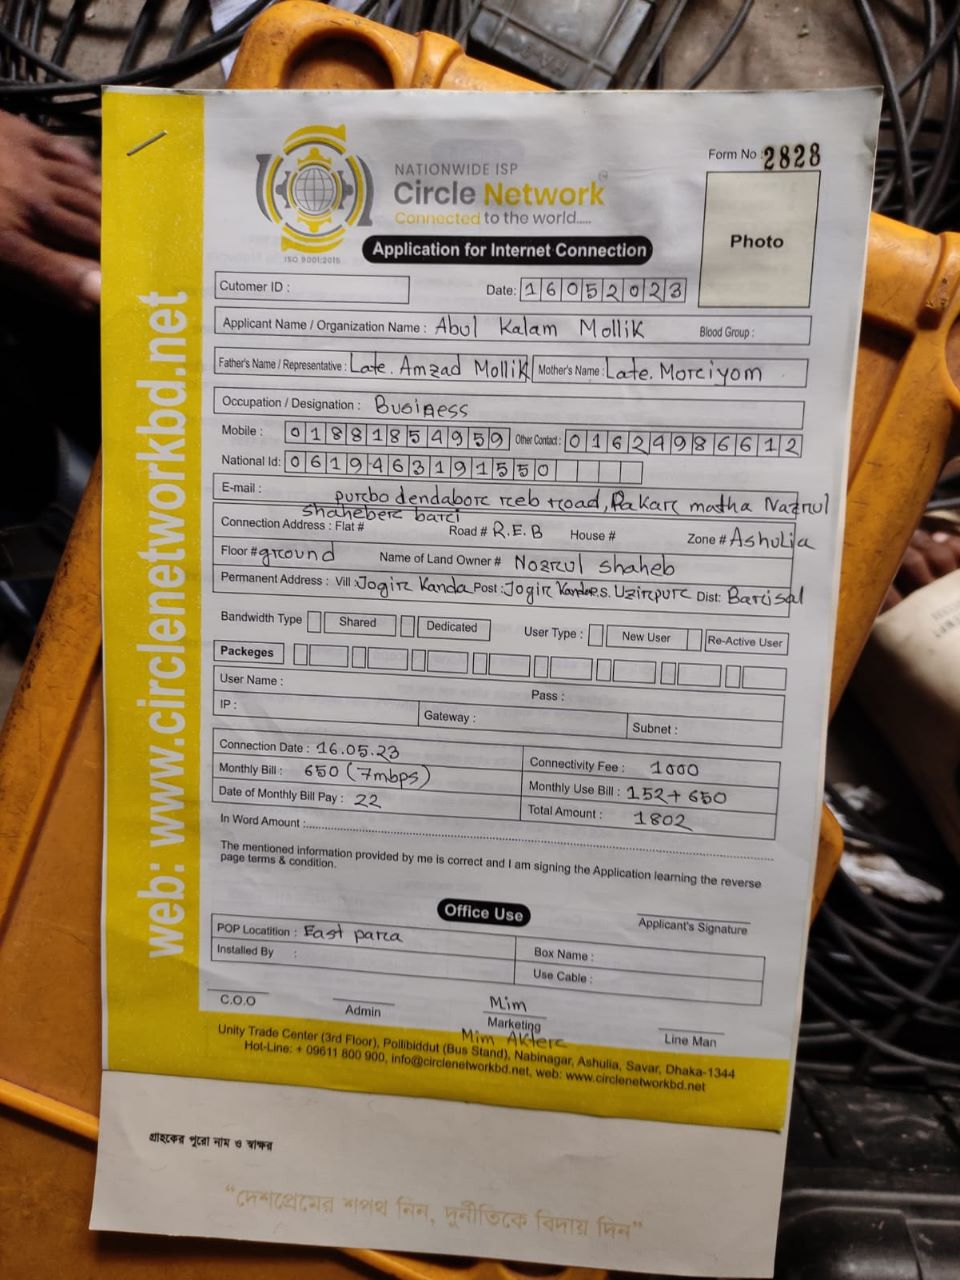 Form No : 2828
NATIONWIDE ISP
Circle Network
Connected to the world.....
ISO 9001:2015
Application for Internet Connection
Photo
Cutomer ID :
Date: 16052023
Applicant Name / Organization Name : Abul Kalam Mollik Blood Group :
Father's Name / Representative : Late. Amzad Mollik Mother's Name : Late. Moreiyom
Occupation / Designation : Business
Mobile : 01881854959 Other Contact : 01629986612
National Id: 0619463191550
E-mail :
purbo dendabore reb road, Pakar matha Nazrul
shahebere bari
Connection Address : Flat # Road # R.E.B House # Zone # Ashulia
Floor # ground Name of Land Owner # Nozrul shaheb
Permanent Address : Vill : Jogir Kanda Post : Jogir Kanda P.S. Uzirpure Dist: Barisal
Bandwidth Type Shared Dedicated User Type : New User Re-Active User
Packeges
User Name : Pass :
IP : Gateway : Subnet :
Connection Date : 16.05.23 Connectivity Fee : 1000
Monthly Bill : 650 (7mbps) Monthly Use Bill : 152+ 650
Date of Monthly Bill Pay : 22 Total Amount : 1802
In Word Amount :
The mentioned information provided by me is correct and I am signing the Application learning the reverse
page terms & condition.
Office Use
Applicant's Signature
POP Locatition : East para Box Name :
Installed By : Use Cable :
C.O.O Admin Mim Marketing Line Man
Mim Aktere
Unity Trade Center (3rd Floor), Pollibiddut (Bus Stand), Nabinagar, Ashulia, Savar, Dhaka-1344
Hot-Line: + 09611 800 900, info@circlenetworkbd.net, web: www.circlenetworkbd.net
web: www.circlenetworkbd.net
গ্রাহকের পুরো নাম ও স্বাক্ষর
“দেশপ্রেমের শপথ নিন, দুর্নীতিকে বিদায় দিন”